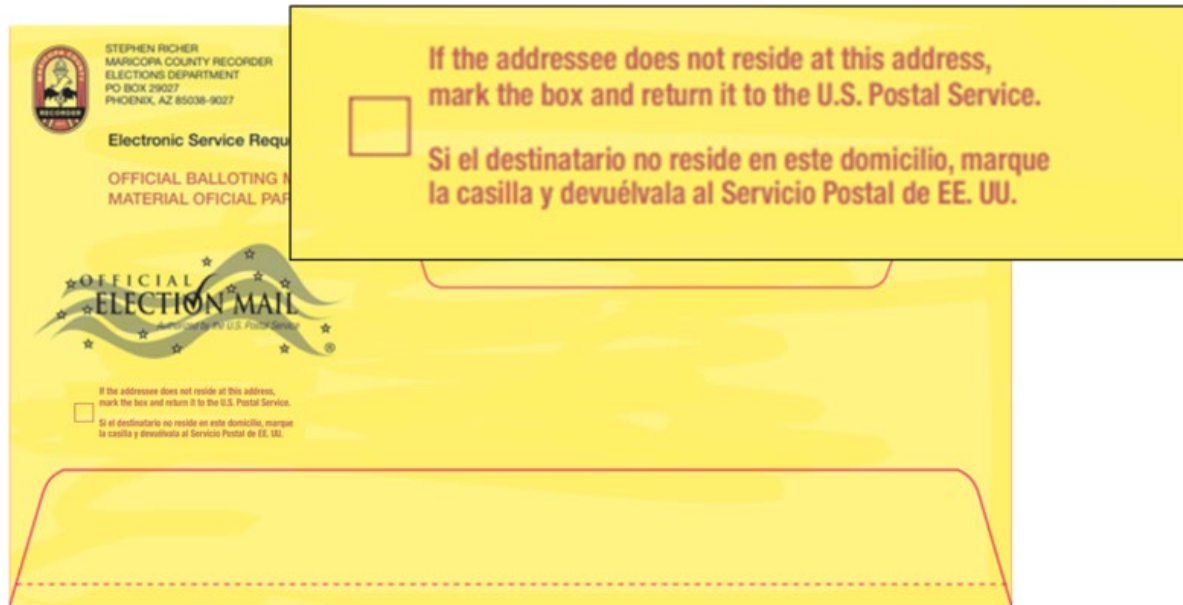 STEPHEN RICHER
MARICOPA COUNTY RECORDER
ELECTIONS DEPARTMENT
PO BOX 29027
PHOENIX, AZ 85038-9027
MARICOPA COUNTY
RECORDER
Electronic Service Requ
OFFICIAL BALLOTING M
MATERIAL OFICIAL PAR
If the addressee does not reside at this address,
mark the box and return it to the U.S. Postal Service.
Si el destinatario no reside en este domicilio, marque
la casilla y devuélvala al Servicio Postal de EE. UU.
OFFICIAL
ELECTION MAIL
Authorized by the U.S. Postal Service
®
If the addressee does not reside at this address,
mark the box and return it to the U.S. Postal Service.
Si el destinatario no reside en este domicilio, marque
la casilla y devuélvala al Servicio Postal de EE. UU.